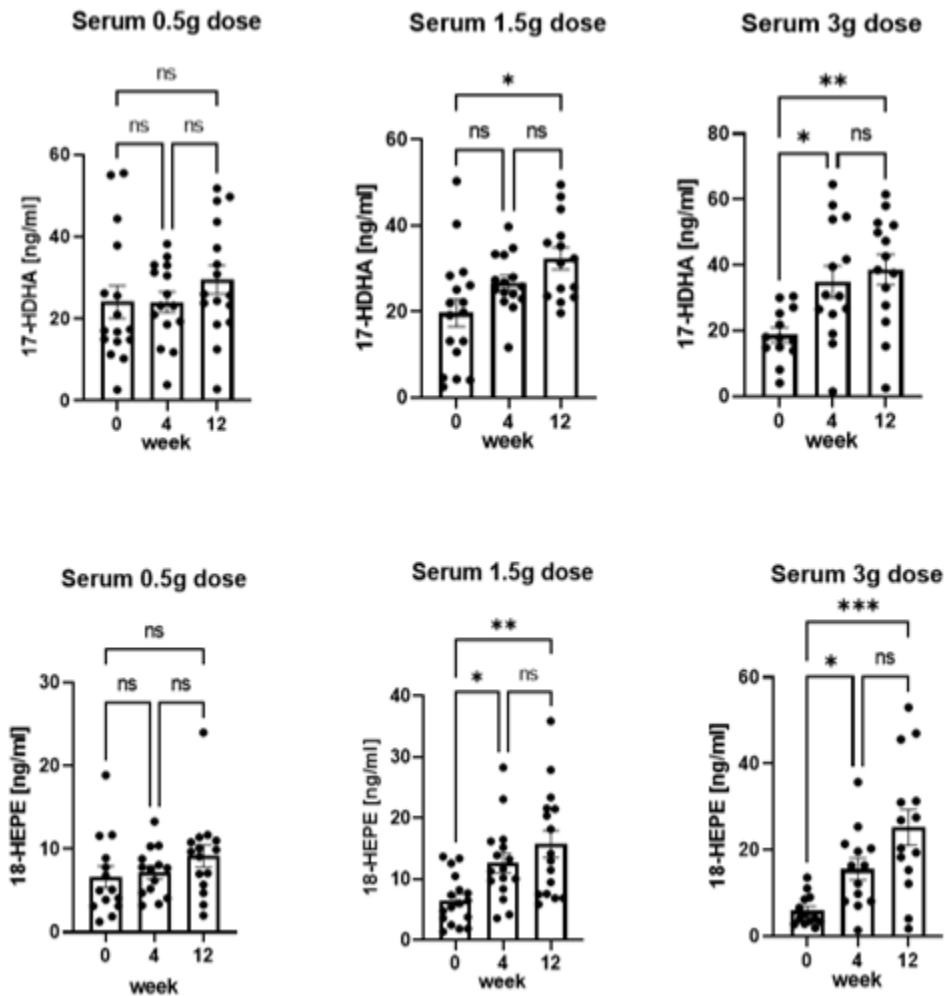 Serum 0.5g dose
ns
ns ns
60
40
20
0
17-HDHA [ng/ml]
0 4 12
week
Serum 1.5g dose
*
ns ns
60
40
20
0
17-HDHA [ng/ml]
0 4 12
week
Serum 3g dose
**
* ns
80
60
40
20
0
17-HDHA [ng/ml]
0 4 12
week
Serum 0.5g dose
ns
ns ns
30
20
10
0
18-HEPE [ng/ml]
0 4 12
week
Serum 1.5g dose
**
* ns
40
30
20
10
0
18-HEPE [ng/ml]
0 4 12
week
Serum 3g dose
***
* ns
60
40
20
0
18-HEPE [ng/ml]
0 4 12
week